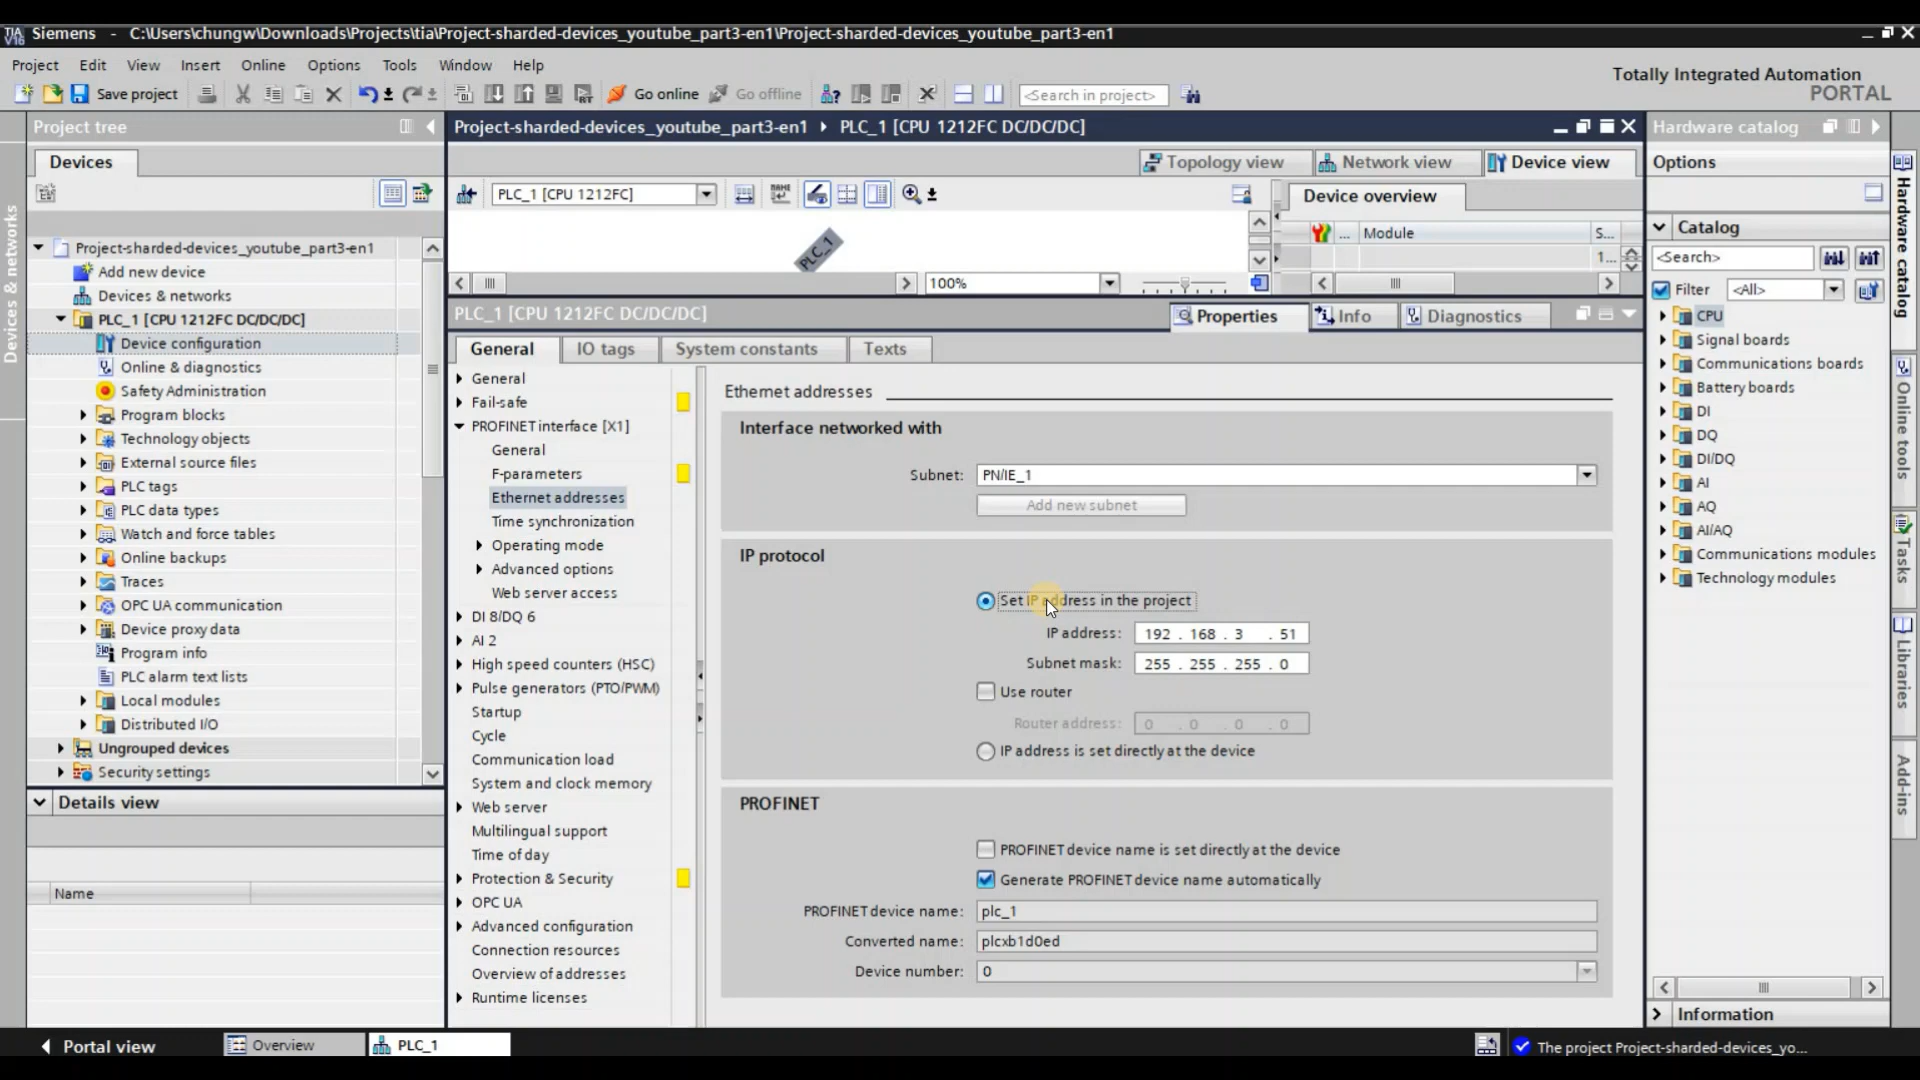 Siemens - C:\Users\chungw\Downloads\Projects\tia\Project-sharded-devices_youtube_part3-en1\Project-sharded-devices_youtube_part3-en1
Project Edit View Insert Online Options Tools Window Help
Totally Integrated Automation
PORTAL
Save project Go online Go offline <Search in project>
Project tree
Devices
Devices & networks
Project-sharded-devices_youtube_part3-en1
Add new device
Devices & networks
PLC_1 [CPU 1212FC DC/DC/DC]
Device configuration
Online & diagnostics
Safety Administration
Program blocks
Technology objects
External source files
PLC tags
PLC data types
Watch and force tables
Online backups
Traces
OPC UA communication
Device proxy data
Program info
PLC alarm text lists
Local modules
Distributed I/O
Ungrouped devices
Security settings
Details view
Name
Project-sharded-devices_youtube_part3-en1 PLC_1 [CPU 1212FC DC/DC/DC]
Topology view Network view Device view
PLC_1 [CPU 1212FC]
PLC_1
100%
Device overview
... Module S...
1...
PLC_1 [CPU 1212FC DC/DC/DC]
Properties Info Diagnostics
General IO tags System constants Texts
General
Fail-safe
PROFINET interface [X1]
General
F-parameters
Ethernet addresses
Time synchronization
Operating mode
Advanced options
Web server access
DI 8/DQ 6
AI 2
High speed counters (HSC)
Pulse generators (PTO/PWM)
Startup
Cycle
Communication load
System and clock memory
Web server
Multilingual support
Time of day
Protection & Security
OPC UA
Advanced configuration
Connection resources
Overview of addresses
Runtime licenses
Ethernet addresses
Interface networked with
Subnet: PN/IE_1
Add new subnet
IP protocol
Set IP address in the project
IP address: 192 . 168 . 3 . 51
Subnet mask: 255 . 255 . 255 . 0
Use router
Router address: 0 . 0 . 0 . 0
IP address is set directly at the device
PROFINET
PROFINET device name is set directly at the device
Generate PROFINET device name automatically
PROFINET device name: plc_1
Converted name: plcxb1d0ed
Device number: 0
Hardware catalog
Options
Catalog
<Search>
Filter <All>
CPU
Signal boards
Communications boards
Battery boards
DI
DQ
DI/DQ
AI
AQ
AI/AQ
Communications modules
Technology modules
Information
Hardware catalog
Online tools
Tasks
Libraries
Add-ins
Portal view Overview PLC_1
The project Project-sharded-devices_yo...